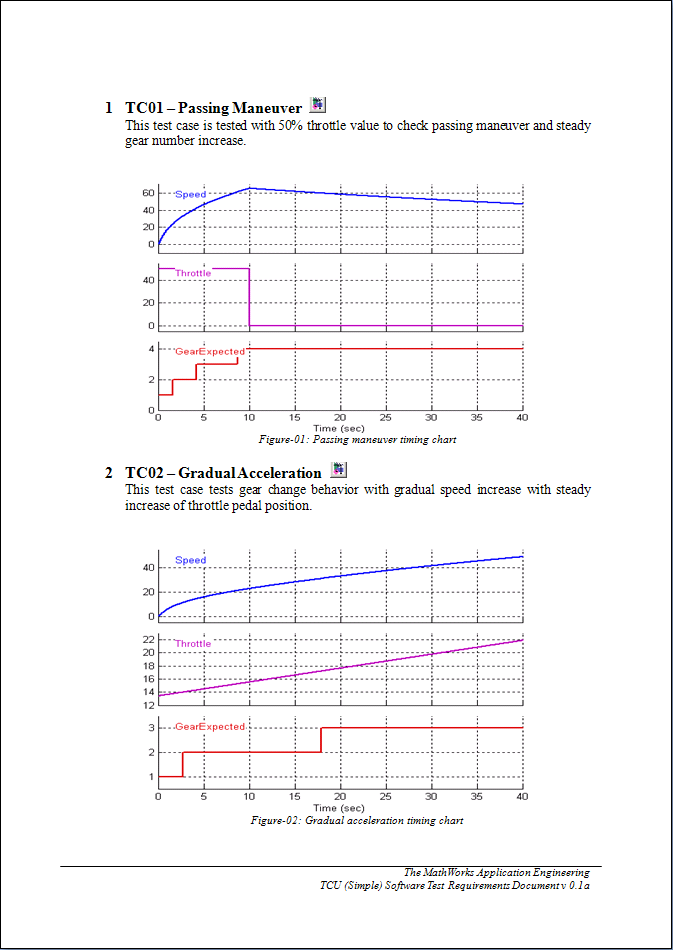 1 TC01 – Passing Maneuver
This test case is tested with 50% throttle value to check passing maneuver and steady
gear number increase.
Speed
60
40
20
0
Throttle
40
20
0
GearExpected
4
2
0
0 5 10 15 20 25 30 35 40
Time (sec)
Figure-01: Passing maneuver timing chart
2 TC02 – Gradual Acceleration
This test case tests gear change behavior with gradual speed increase with steady
increase of throttle pedal position.
Speed
40
20
0
Throttle
22
20
18
16
14
12
GearExpected
3
2
1
0 5 10 15 20 25 30 35 40
Time (sec)
Figure-02: Gradual acceleration timing chart
The MathWorks Application Engineering
TCU (Simple) Software Test Requirements Document v 0.1a